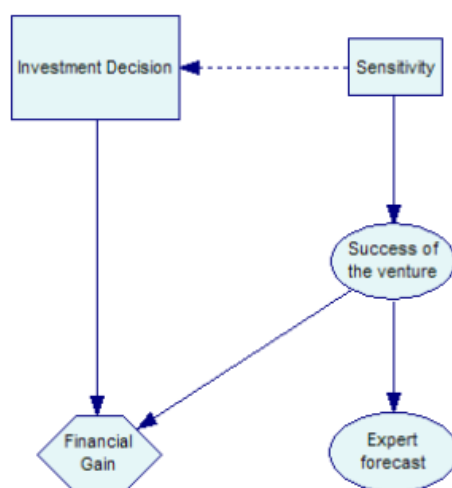 Investment Decision
Sensitivity
Success of
the venture
Financial
Gain
Expert
forecast